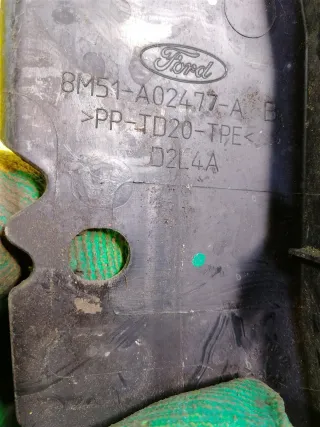 Ford
8M51-A02477-A B
>PP-TD20-TPE<
D2L4A